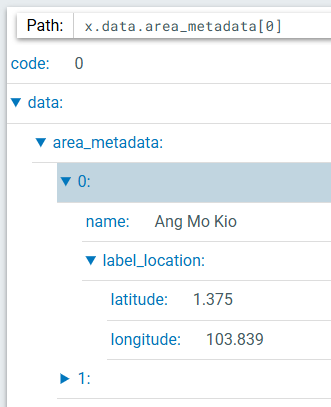 Path: x.data.area_metadata[0]
code: 0
data:
area_metadata:
0:
name: Ang Mo Kio
label_location:
latitude: 1.375
longitude: 103.839
1: